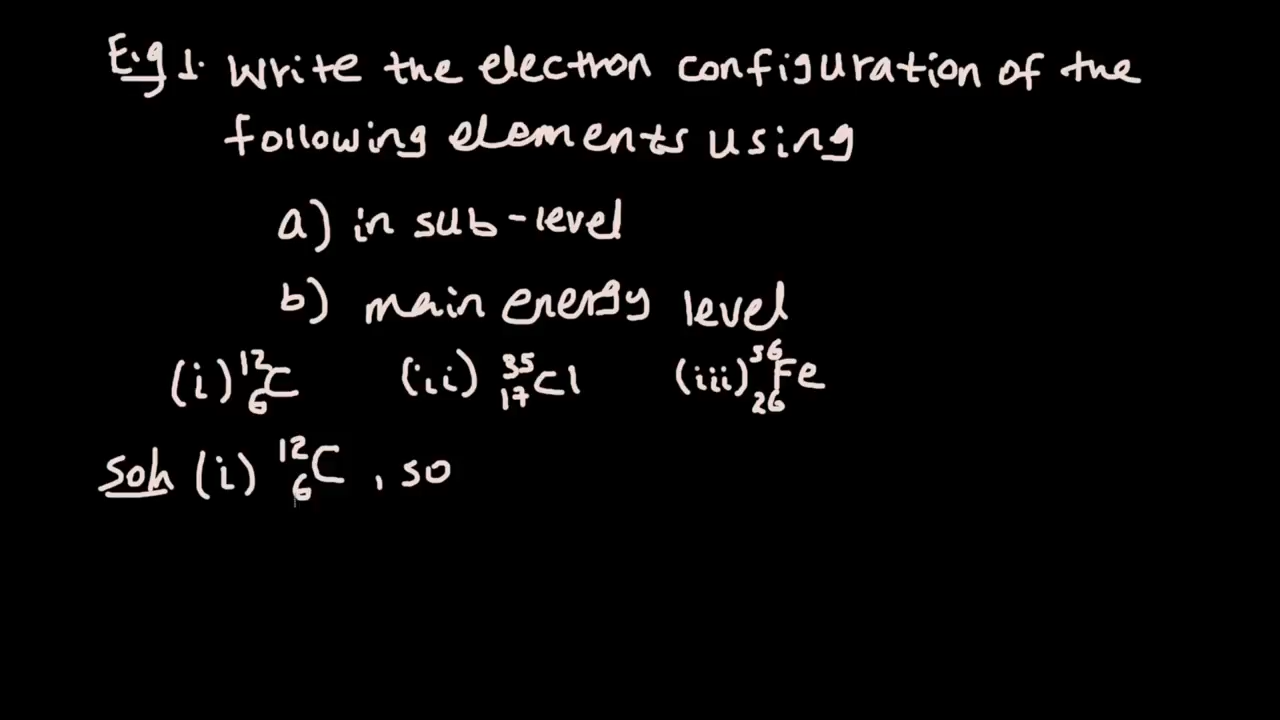 E.g 1. Write the electron configuration of the
following elements using
a) in sub-level
b) main energy level
(i) ¹²₆C (ii) ³⁵₁₇Cl (iii) ⁵⁶₂₆Fe
Soln (i) ¹²₆C , so